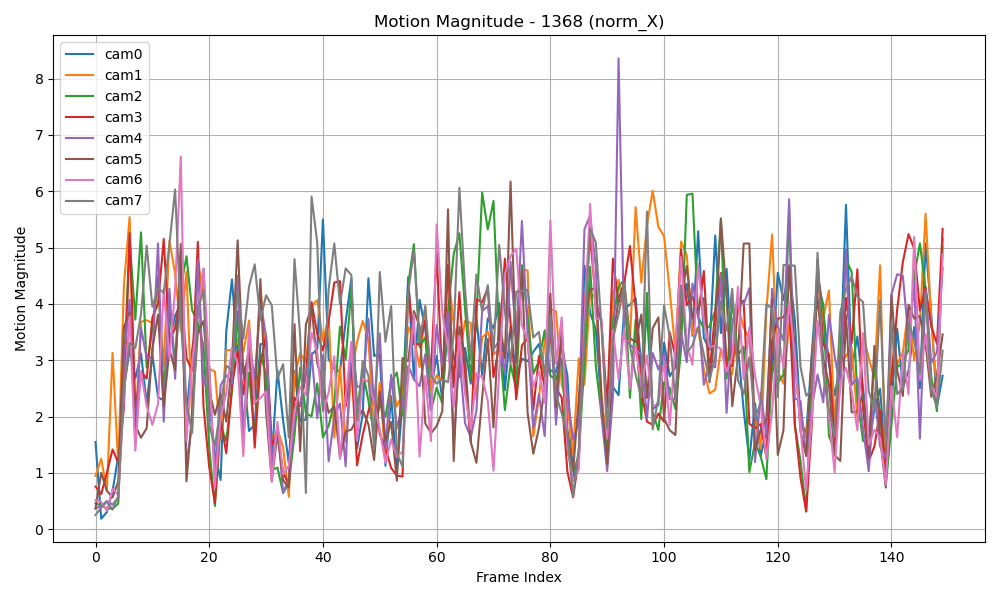 Motion Magnitude - 1368 (norm_X)
cam0
cam1
cam2
cam3
cam4
cam5
cam6
cam7
Motion Magnitude
8
7
6
5
4
3
2
1
0
0 20 40 60 80 100 120 140
Frame Index